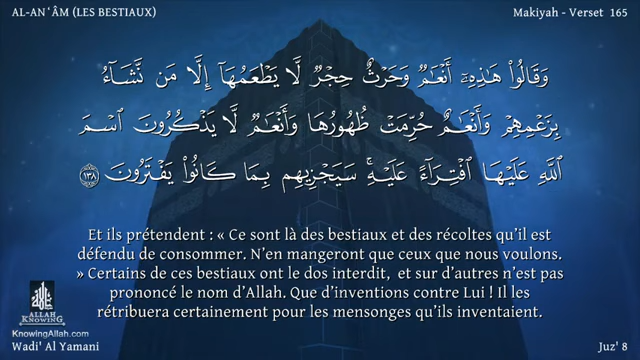 AL-AN‘ÂM (LES BESTIAUX)
Makiyah - Verset 165
وَقَالُوا۟ هَـٰذِهِۦٓ أَنْعَـٰمٌ وَحَرْثٌ حِجْرٌ لَّا يَطْعَمُهَآ إِلَّا مَن نَّشَآءُ
بِزَعْمِهِمْ وَأَنْعَـٰمٌ حُرِّمَتْ ظُهُورُهَا وَأَنْعَـٰمٌ لَّا يَذْكُرُونَ ٱسْمَ
ٱللَّهِ عَلَيْهَا ٱفْتِرَآءً عَلَيْهِ ۚ سَيَجْزِيهِم بِمَا كَانُوا۟ يَفْتَرُونَ ١٣٨
Et ils prétendent : « Ce sont là des bestiaux et des récoltes qu’il est
défendu de consommer. N’en mangeront que ceux que nous voulons.
» Certains de ces bestiaux ont le dos interdit, et sur d’autres n’est pas
prononcé le nom d’Allah. Que d’inventions contre Lui ! Il les
rétribuera certainement pour les mensonges qu’ils inventaient.
ALLAH
KNOWING
KnowingAllah.com
Wadi' Al Yamani
Juz' 8